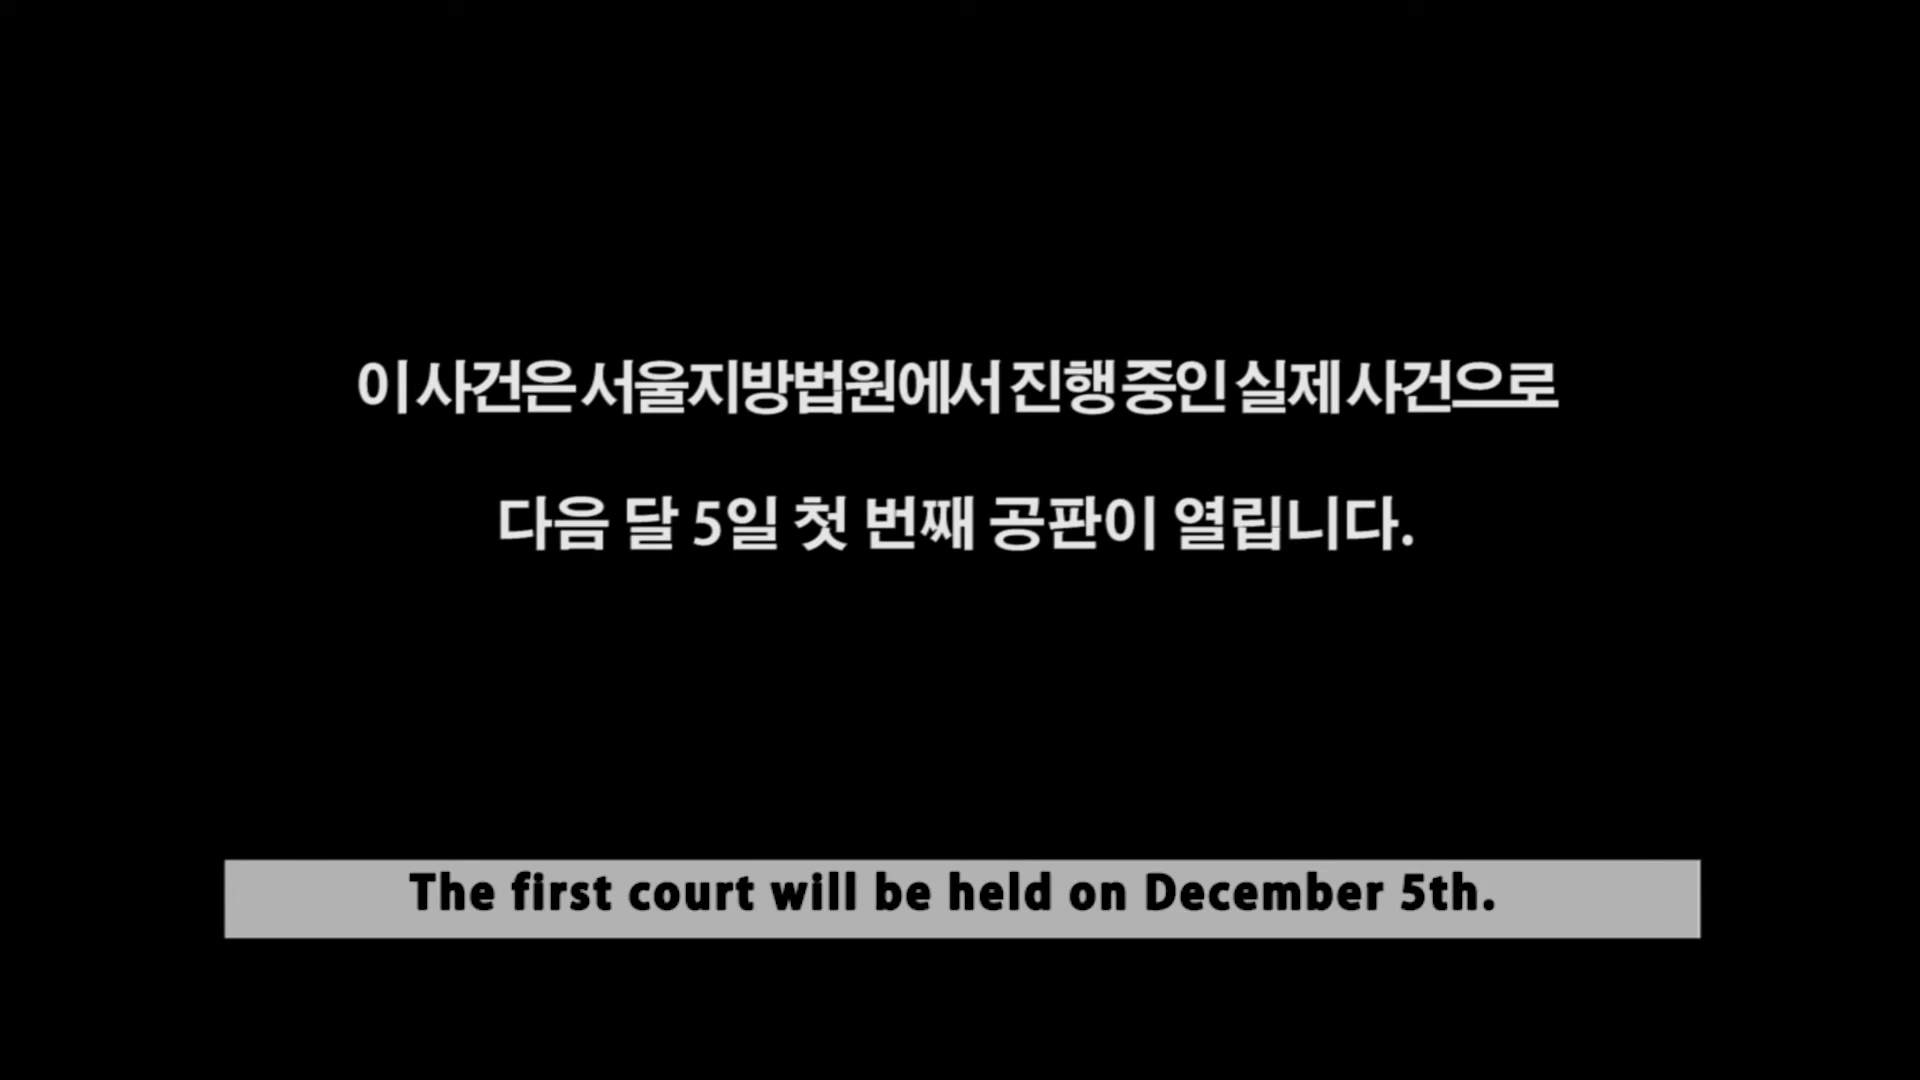 이 사건은 서울지방법원에서 진행 중인 실제 사건으로
다음 달 5일 첫 번째 공판이 열립니다.
The first court will be held on December 5th.